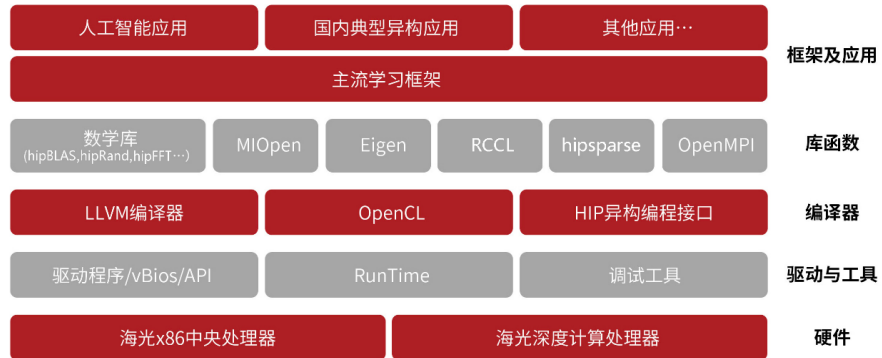 人工智能应用
国内典型异构应用
其他应用…
框架及应用
主流学习框架
数学库
(hipBLAS,hipRand,hipFFT…)
MIOpen
Eigen
RCCL
hipsparse
OpenMPI
库函数
LLVM编译器
OpenCL
HIP异构编程接口
编译器
驱动程序/vBios/API
RunTime
调试工具
驱动与工具
海光x86中央处理器
海光深度计算处理器
硬件